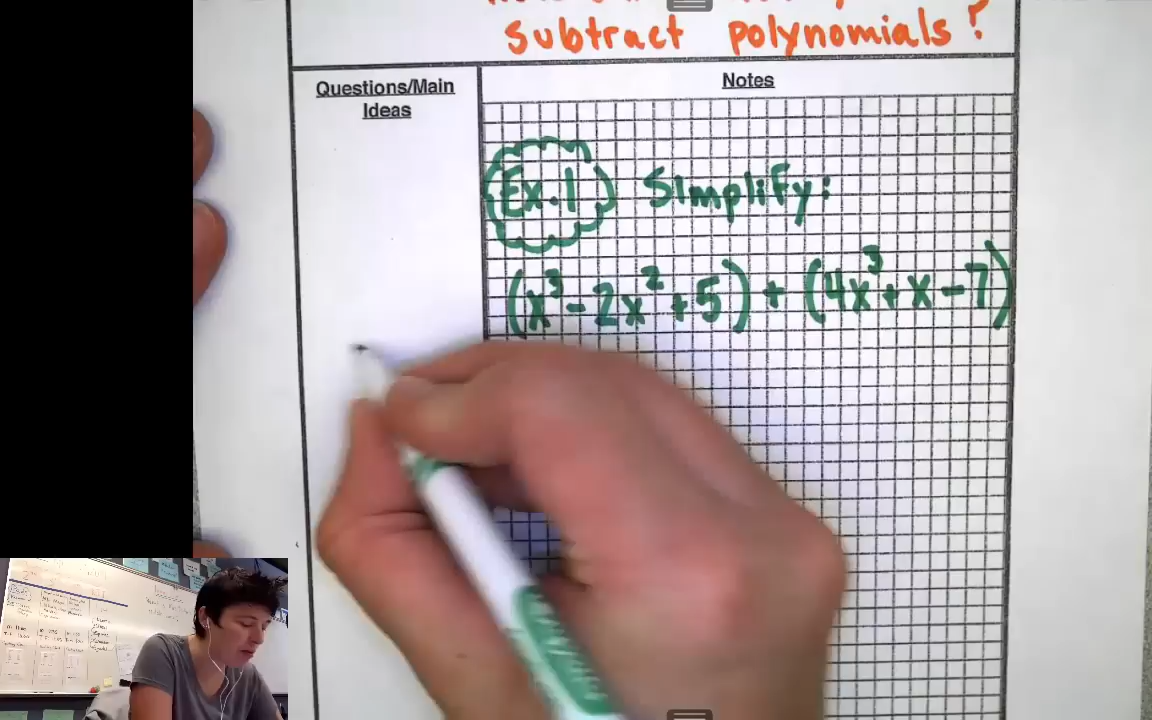 subtract polynomials?
Questions/Main
Ideas
Notes
Ex.1 Simplify:
(x³ - 2x² + 5) + (4x³ + x - 7)